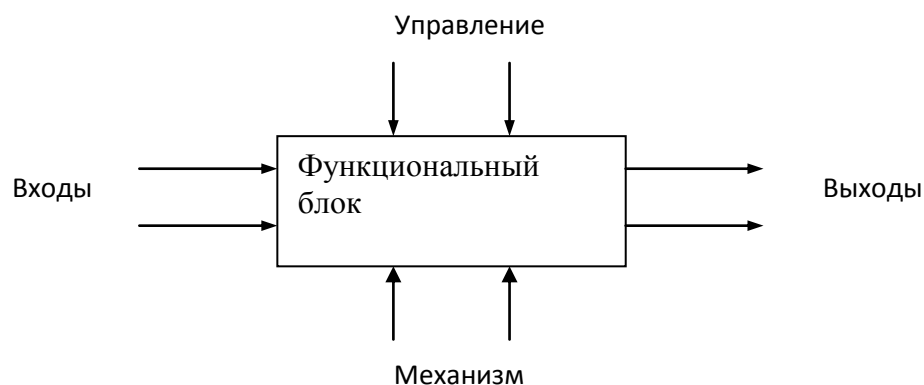 Управление
Функциональный
блок
Входы
Выходы
Механизм